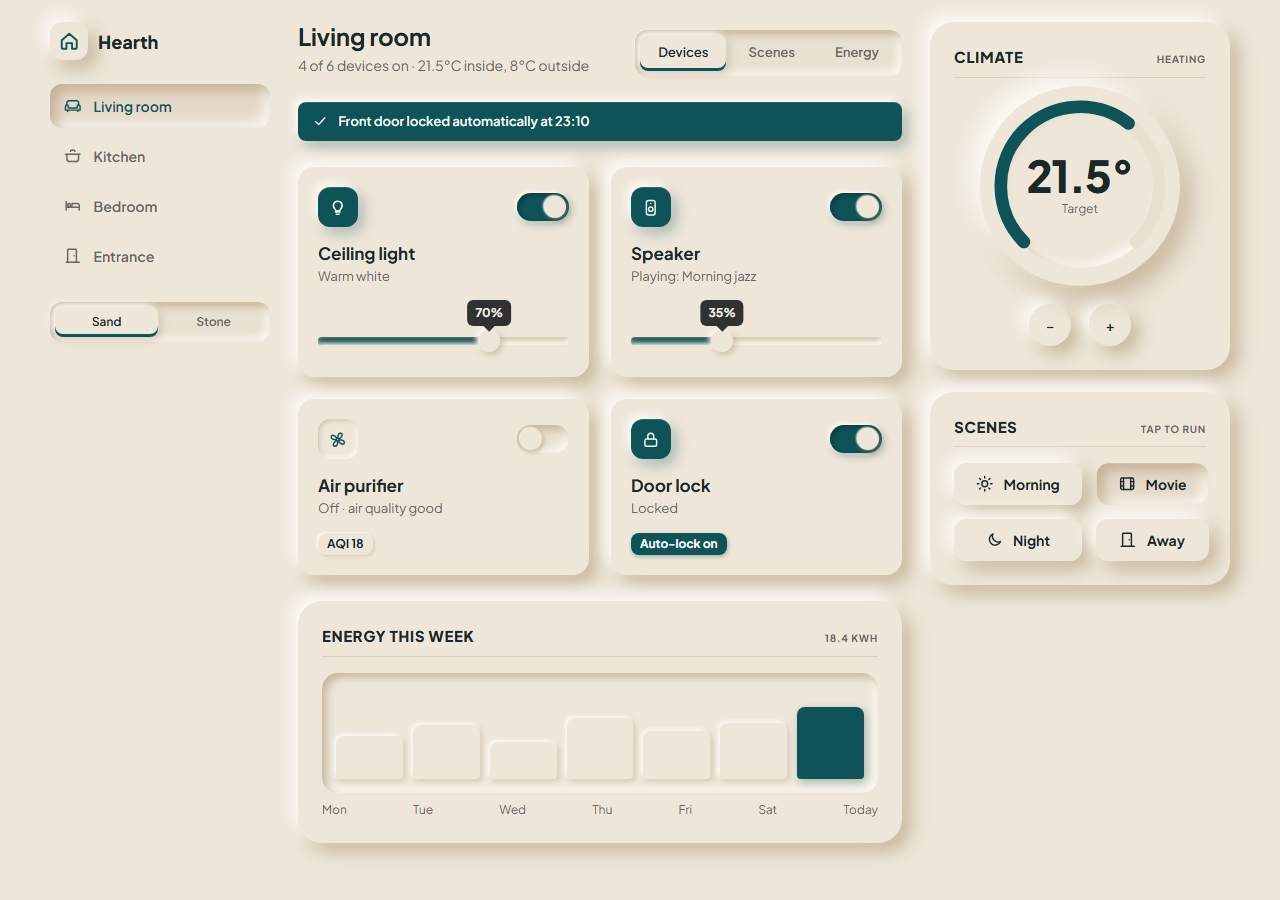 Hearth
Living room
Kitchen
Bedroom
Entrance
Sand
Stone
Living room
4 of 6 devices on · 21.5°C inside, 8°C outside
Devices
Scenes
Energy
Front door locked automatically at 23:10
Ceiling light
Warm white
70%
Speaker
Playing: Morning jazz
35%
Air purifier
Off · air quality good
AQI 18
Door lock
Locked
Auto-lock on
ENERGY THIS WEEK
18.4 KWH
Mon
Tue
Wed
Thu
Fri
Sat
Today
CLIMATE
HEATING
21.5°
Target
–
+
SCENES
TAP TO RUN
Morning
Movie
Night
Away